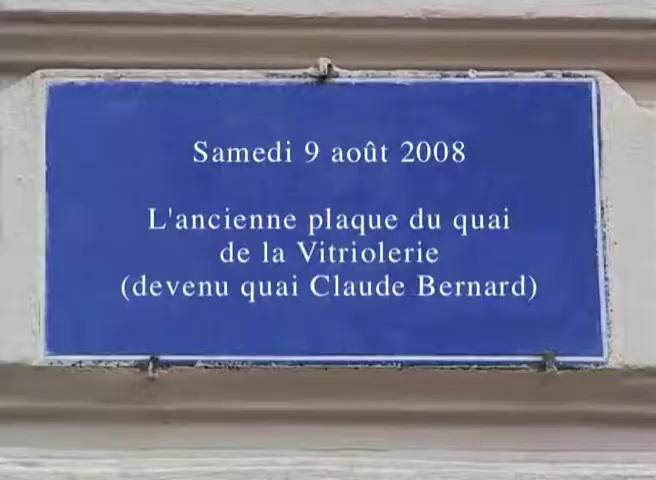 Samedi 9 août 2008
L'ancienne plaque du quai
de la Vitriolerie
(devenu quai Claude Bernard)